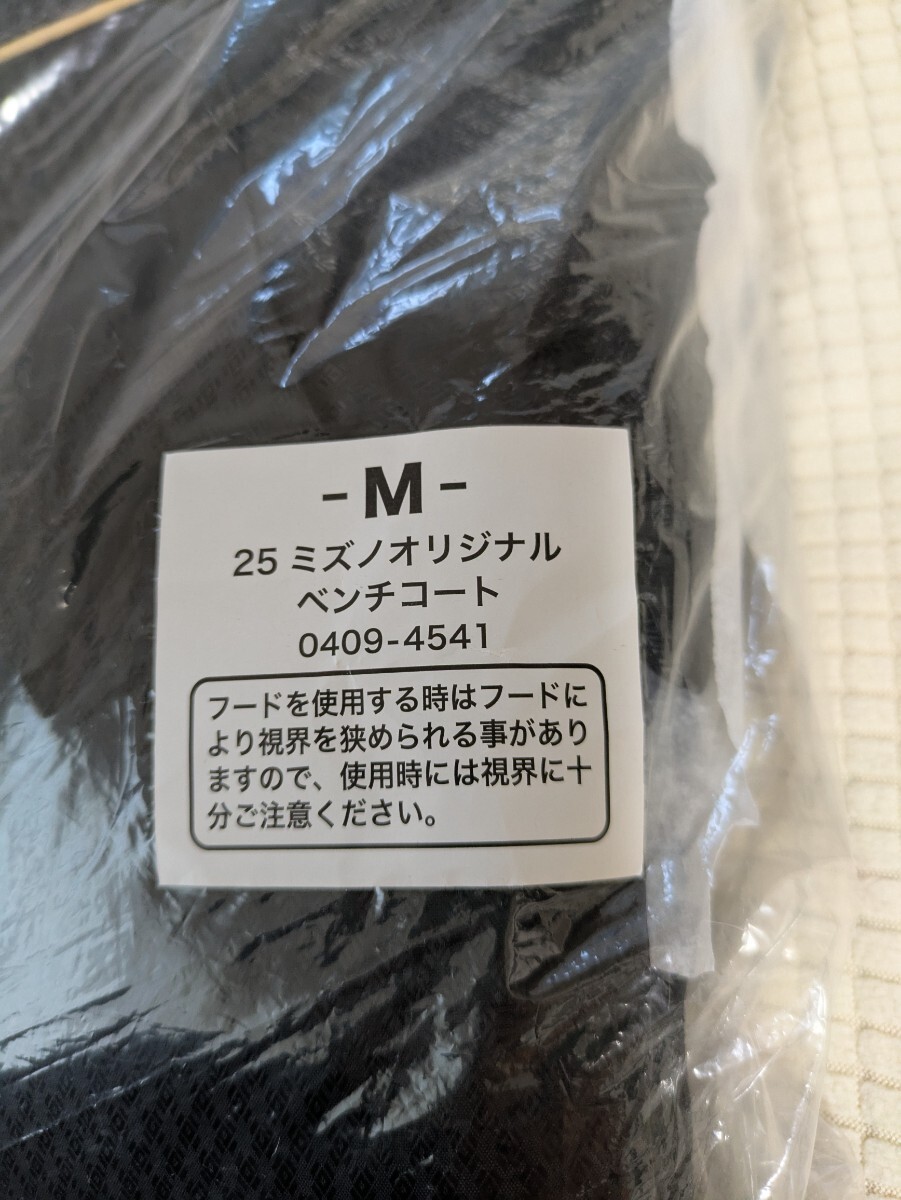 -M-
25 ミズノオリジナル
ベンチコート
0409-4541
フードを使用する時はフードに
より視界を狭められる事があり
ますので、使用時には視界に十
分ご注意ください。